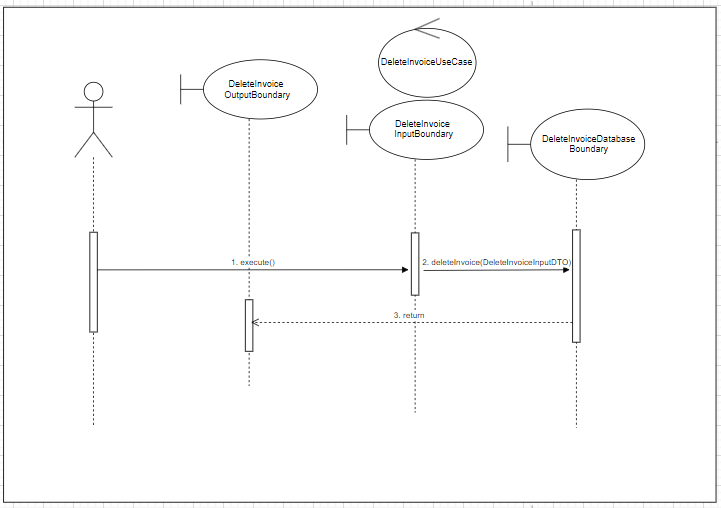 DeleteInvoiceUseCase
DeleteInvoice
OutputBoundary
DeleteInvoice
InputBoundary
DeleteInvoiceDatabase
Boundary
1. execute()
2. deleteInvoice(DeleteInvoiceInputDTO)
3. return